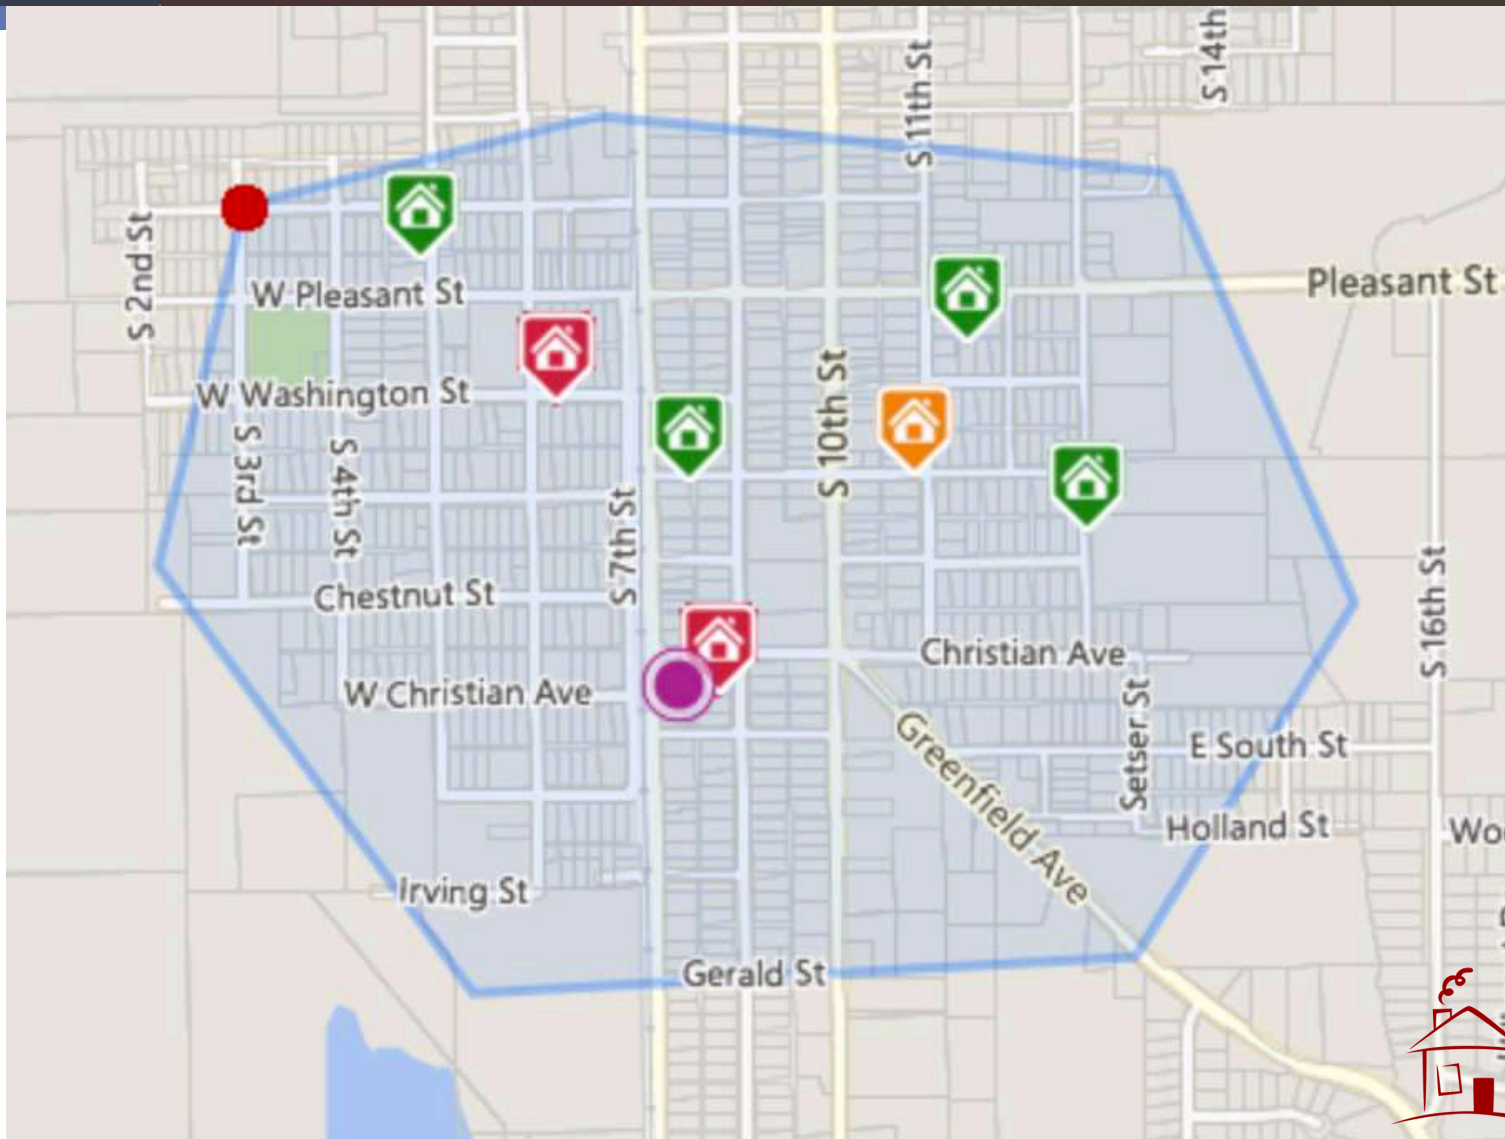 S 14th
S 11th St
S 2nd St
W Pleasant St
Pleasant St
W Washington St
S 10th St
S 3rd St
S 4th St
S 7th St
S 16th St
Chestnut St
Christian Ave
W Christian Ave
Setser St
Greenfield Ave
E South St
Holland St
Irving St
Gerald St